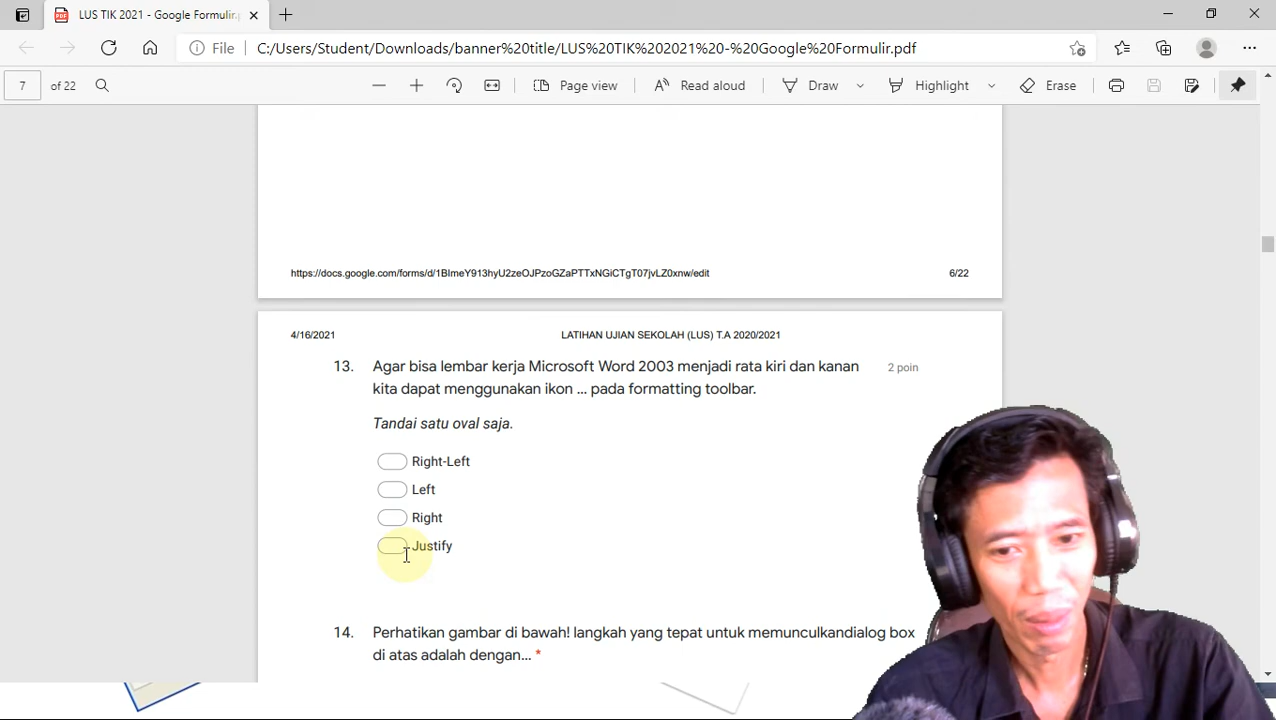 LUS TIK 2021 - Google Formulir.p
File
C:/Users/Student/Downloads/banner%20title/LUS%20TIK%202021%20-%20Google%20Formulir.pdf
7 of 22
Page view
Read aloud
Draw
Highlight
Erase
https://docs.google.com/forms/d/1BImeY913hyU2zeOJPzoGZaPTTxNGiCTgT07jvLZ0xnw/edit
6/22
4/16/2021
LATIHAN UJIAN SEKOLAH (LUS) T.A 2020/2021
13. Agar bisa lembar kerja Microsoft Word 2003 menjadi rata kiri dan kanan
2 poin
kita dapat menggunakan ikon ... pada formatting toolbar.
Tandai satu oval saja.
Right-Left
Left
Right
Justify
14. Perhatikan gambar di bawah! langkah yang tepat untuk memunculkandialog box
di atas adalah dengan... *